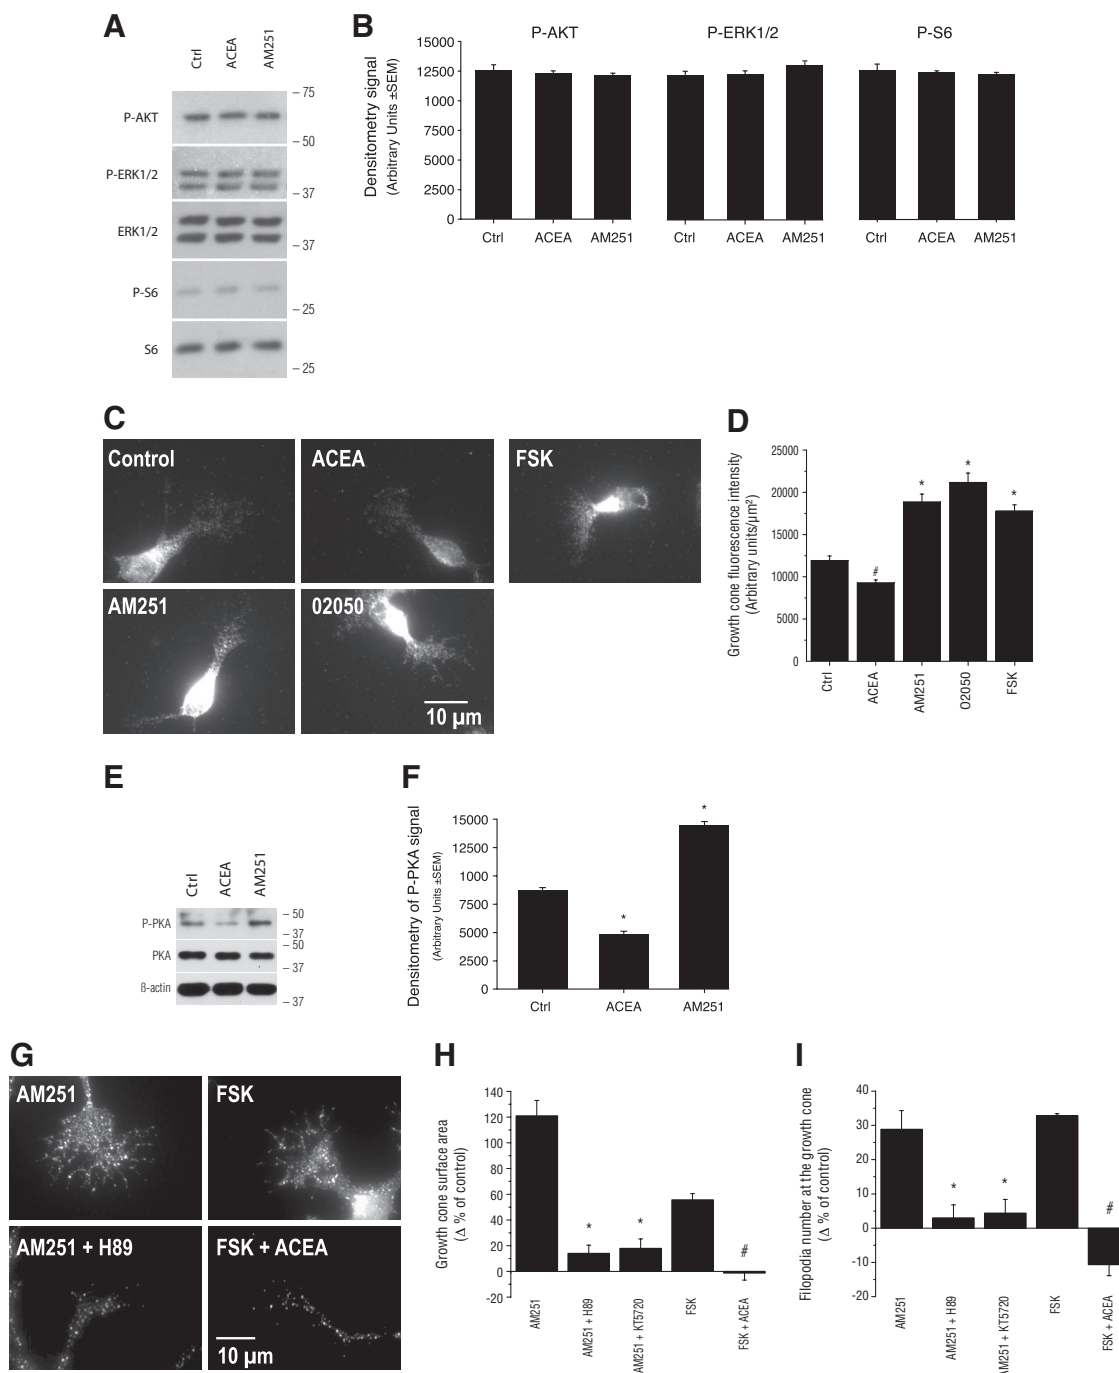 A
Ctrl
ACEA
AM251
P-AKT
P-ERK1/2
ERK1/2
P-S6
S6
– 75
– 50
– 37
– 37
– 25
– 25
B
Densitometry signal
(Arbitrary Units ±SEM)
15000
12500
1000
7500
5000
2500
0
P-AKT
P-ERK1/2
P-S6
Ctrl ACEA AM251
Ctrl ACEA AM251
Ctrl ACEA AM251
C
Control
ACEA
FSK
AM251
02050
10 µm
D
Growth cone fluorescence intensity
(Arbitrary units/µm²)
25000
20000
15000
10000
5000
0
#
*
*
*
Ctrl
ACEA
AM251
O2050
FSK
E
Ctrl
ACEA
AM251
P-PKA
PKA
ß-actin
– 50
– 37
– 50
– 37
– 37
F
Densitometry of P-PKA signal
(Arbitrary Units ±SEM)
15000
12500
1000
7500
5000
2500
0
*
*
Ctrl ACEA AM251
G
AM251
FSK
AM251 + H89
FSK + ACEA
10 µm
H
Growth cone surface area
(Δ % of control)
140
120
100
80
60
40
20
0
-20
*
*
#
AM251
AM251 + H89
AM251 + KT5720
FSK
FSK + ACEA
I
Filopodia number at the growth cone
(Δ % of control)
40
30
20
10
0
-10
-20
*
*
#
AM251
AM251 + H89
AM251 + KT5720
FSK
FSK + ACEA